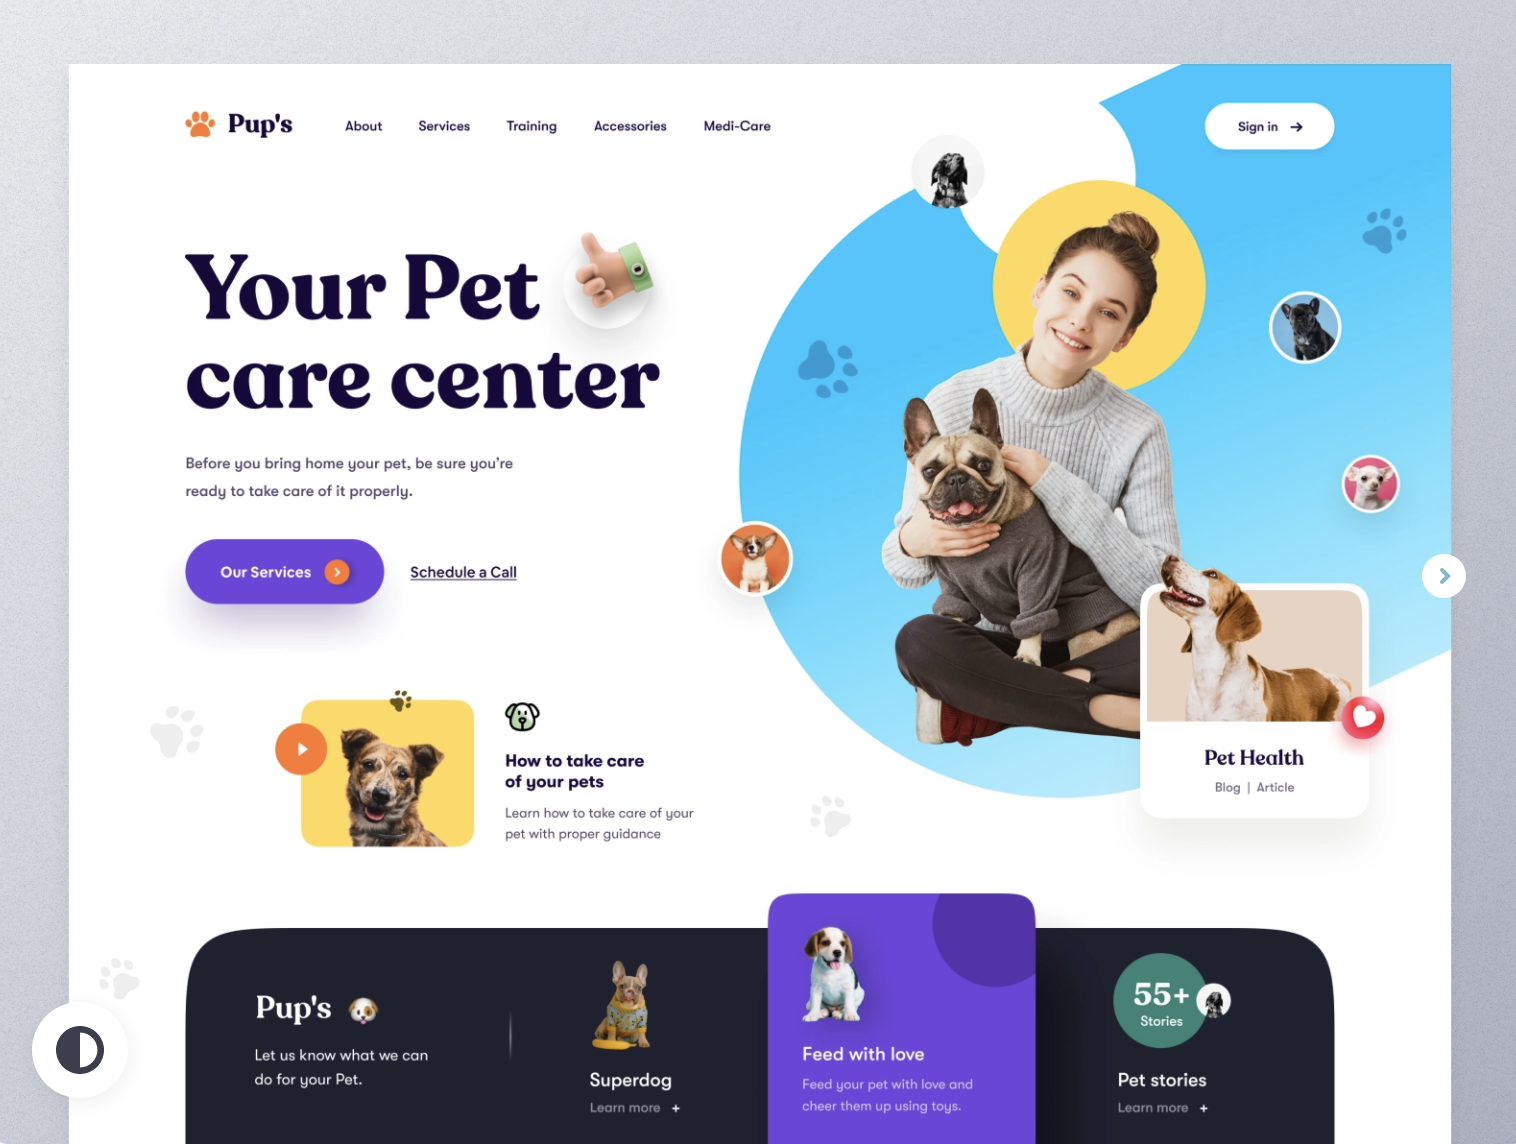 Pup's
About
Services
Training
Accessories
Medi-Care
Sign in
Your Pet
care center
Before you bring home your pet, be sure you're
ready to take care of it properly.
Our Services
Schedule a Call
How to take care
of your pets
Learn how to take care of your
pet with proper guidance
Pet Health
Blog | Article
Pup's
Let us know what we can
do for your Pet.
Superdog
Learn more +
Feed with love
Feed your pet with love and
cheer them up using toys.
55+
Stories
Pet stories
Learn more +